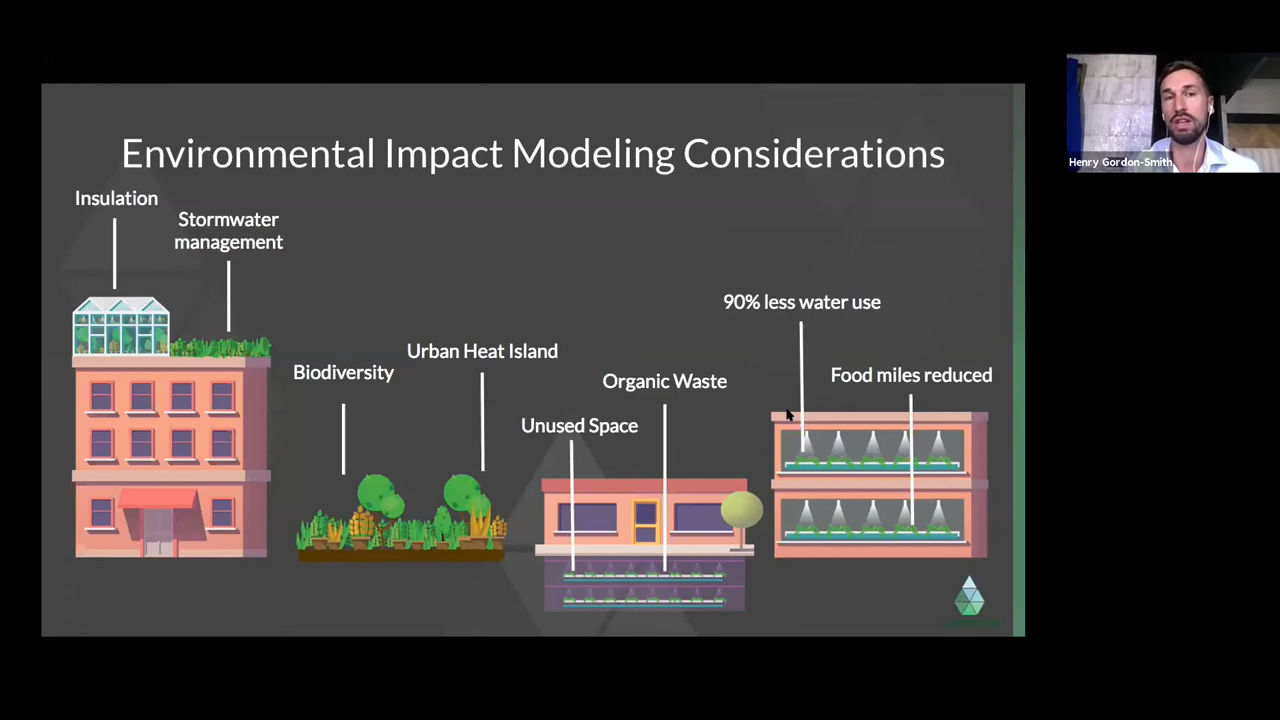 Environmental Impact Modeling Considerations
Insulation
Stormwater
management
Biodiversity
Urban Heat Island
Unused Space
Organic Waste
90% less water use
Food miles reduced
Henry Gordon-Smith